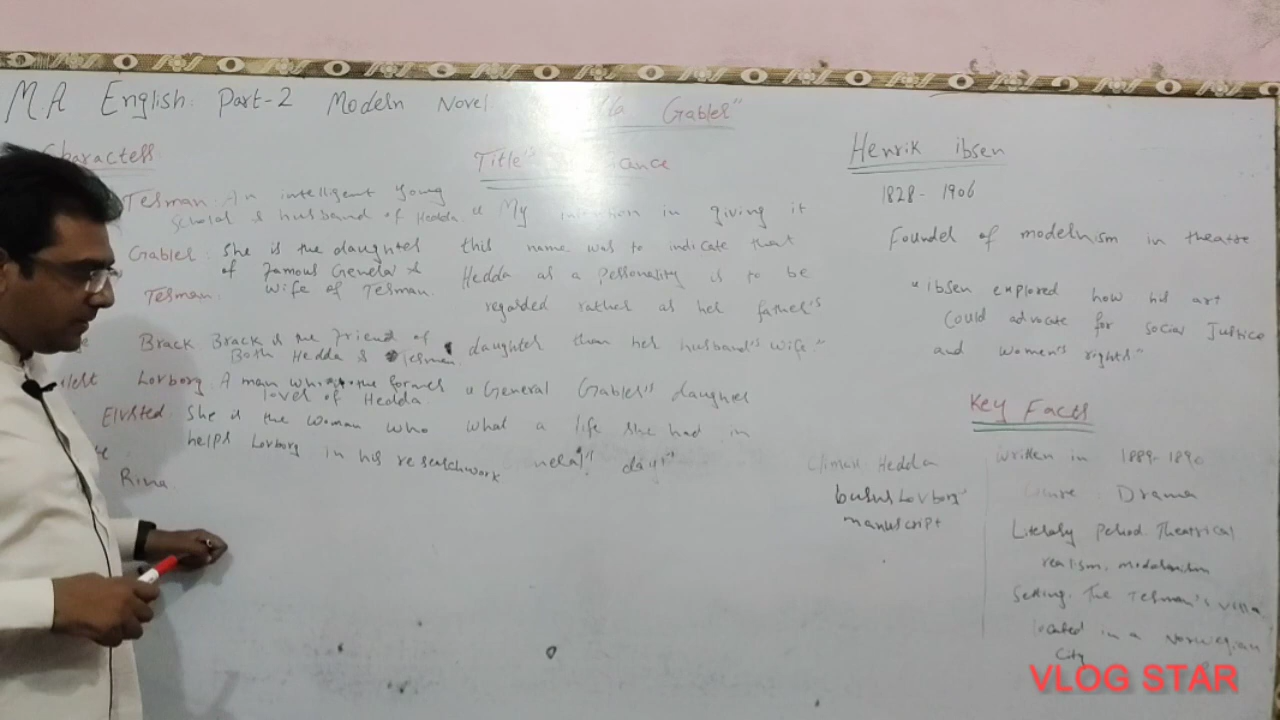 M.A English. Part-2 Modern Novel "la Gabler"
Characters
Tesman: An intelligent young
Scholar & husband of Hedda.
Gabler: She is the daughter
of Famous General &
Tesman. wife of Tesman.
Brack Brack is the Friend of
Both Hedda & Tesman.
Lovborg. A man who the former
lover of Hedda.
Elvsted. She is the woman who
helps Lovborg in his researchwork
Rina
Title's ance
" My intention in giving it
this name was to indicate that
Hedda as a personality is to be
regarded rather as her father's
daughter than her husband's wife."
" General Gabler" daughter
what a life she had in
days"
Henrik ibsen
1828 - 1906
Founder of modernism in theatre
"ibsen explored how his art
Could advocate for social Justice
and women's rights"
Key Facts
Climax Hedda
burns Lovborg'
manuscript
written in 1889-1890
Genre: Drama
Literary Period. Theatrical
realism, modernism
Setting. The Tesman's villa
located in a norwegian
City
VLOG STAR